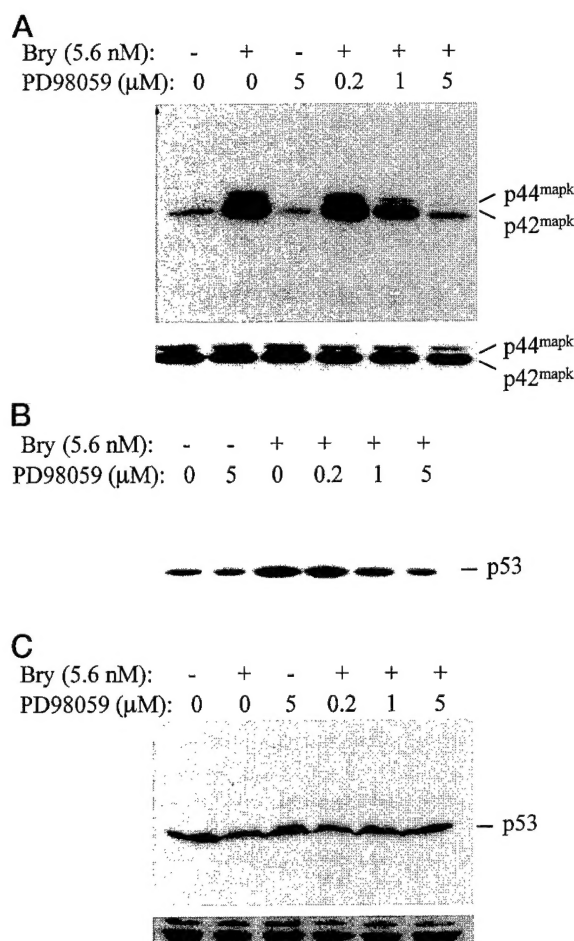 A
Bry (5.6 nM): - + - + + +
PD98059 (μM): 0 0 5 0.2 1 5
p44mapk
p42mapk
p44mapk
p42mapk
B
Bry (5.6 nM): - - + + + +
PD98059 (μM): 0 5 0 0.2 1 5
p53
C
Bry (5.6 nM): - + - + + +
PD98059 (μM): 0 0 5 0.2 1 5
p53